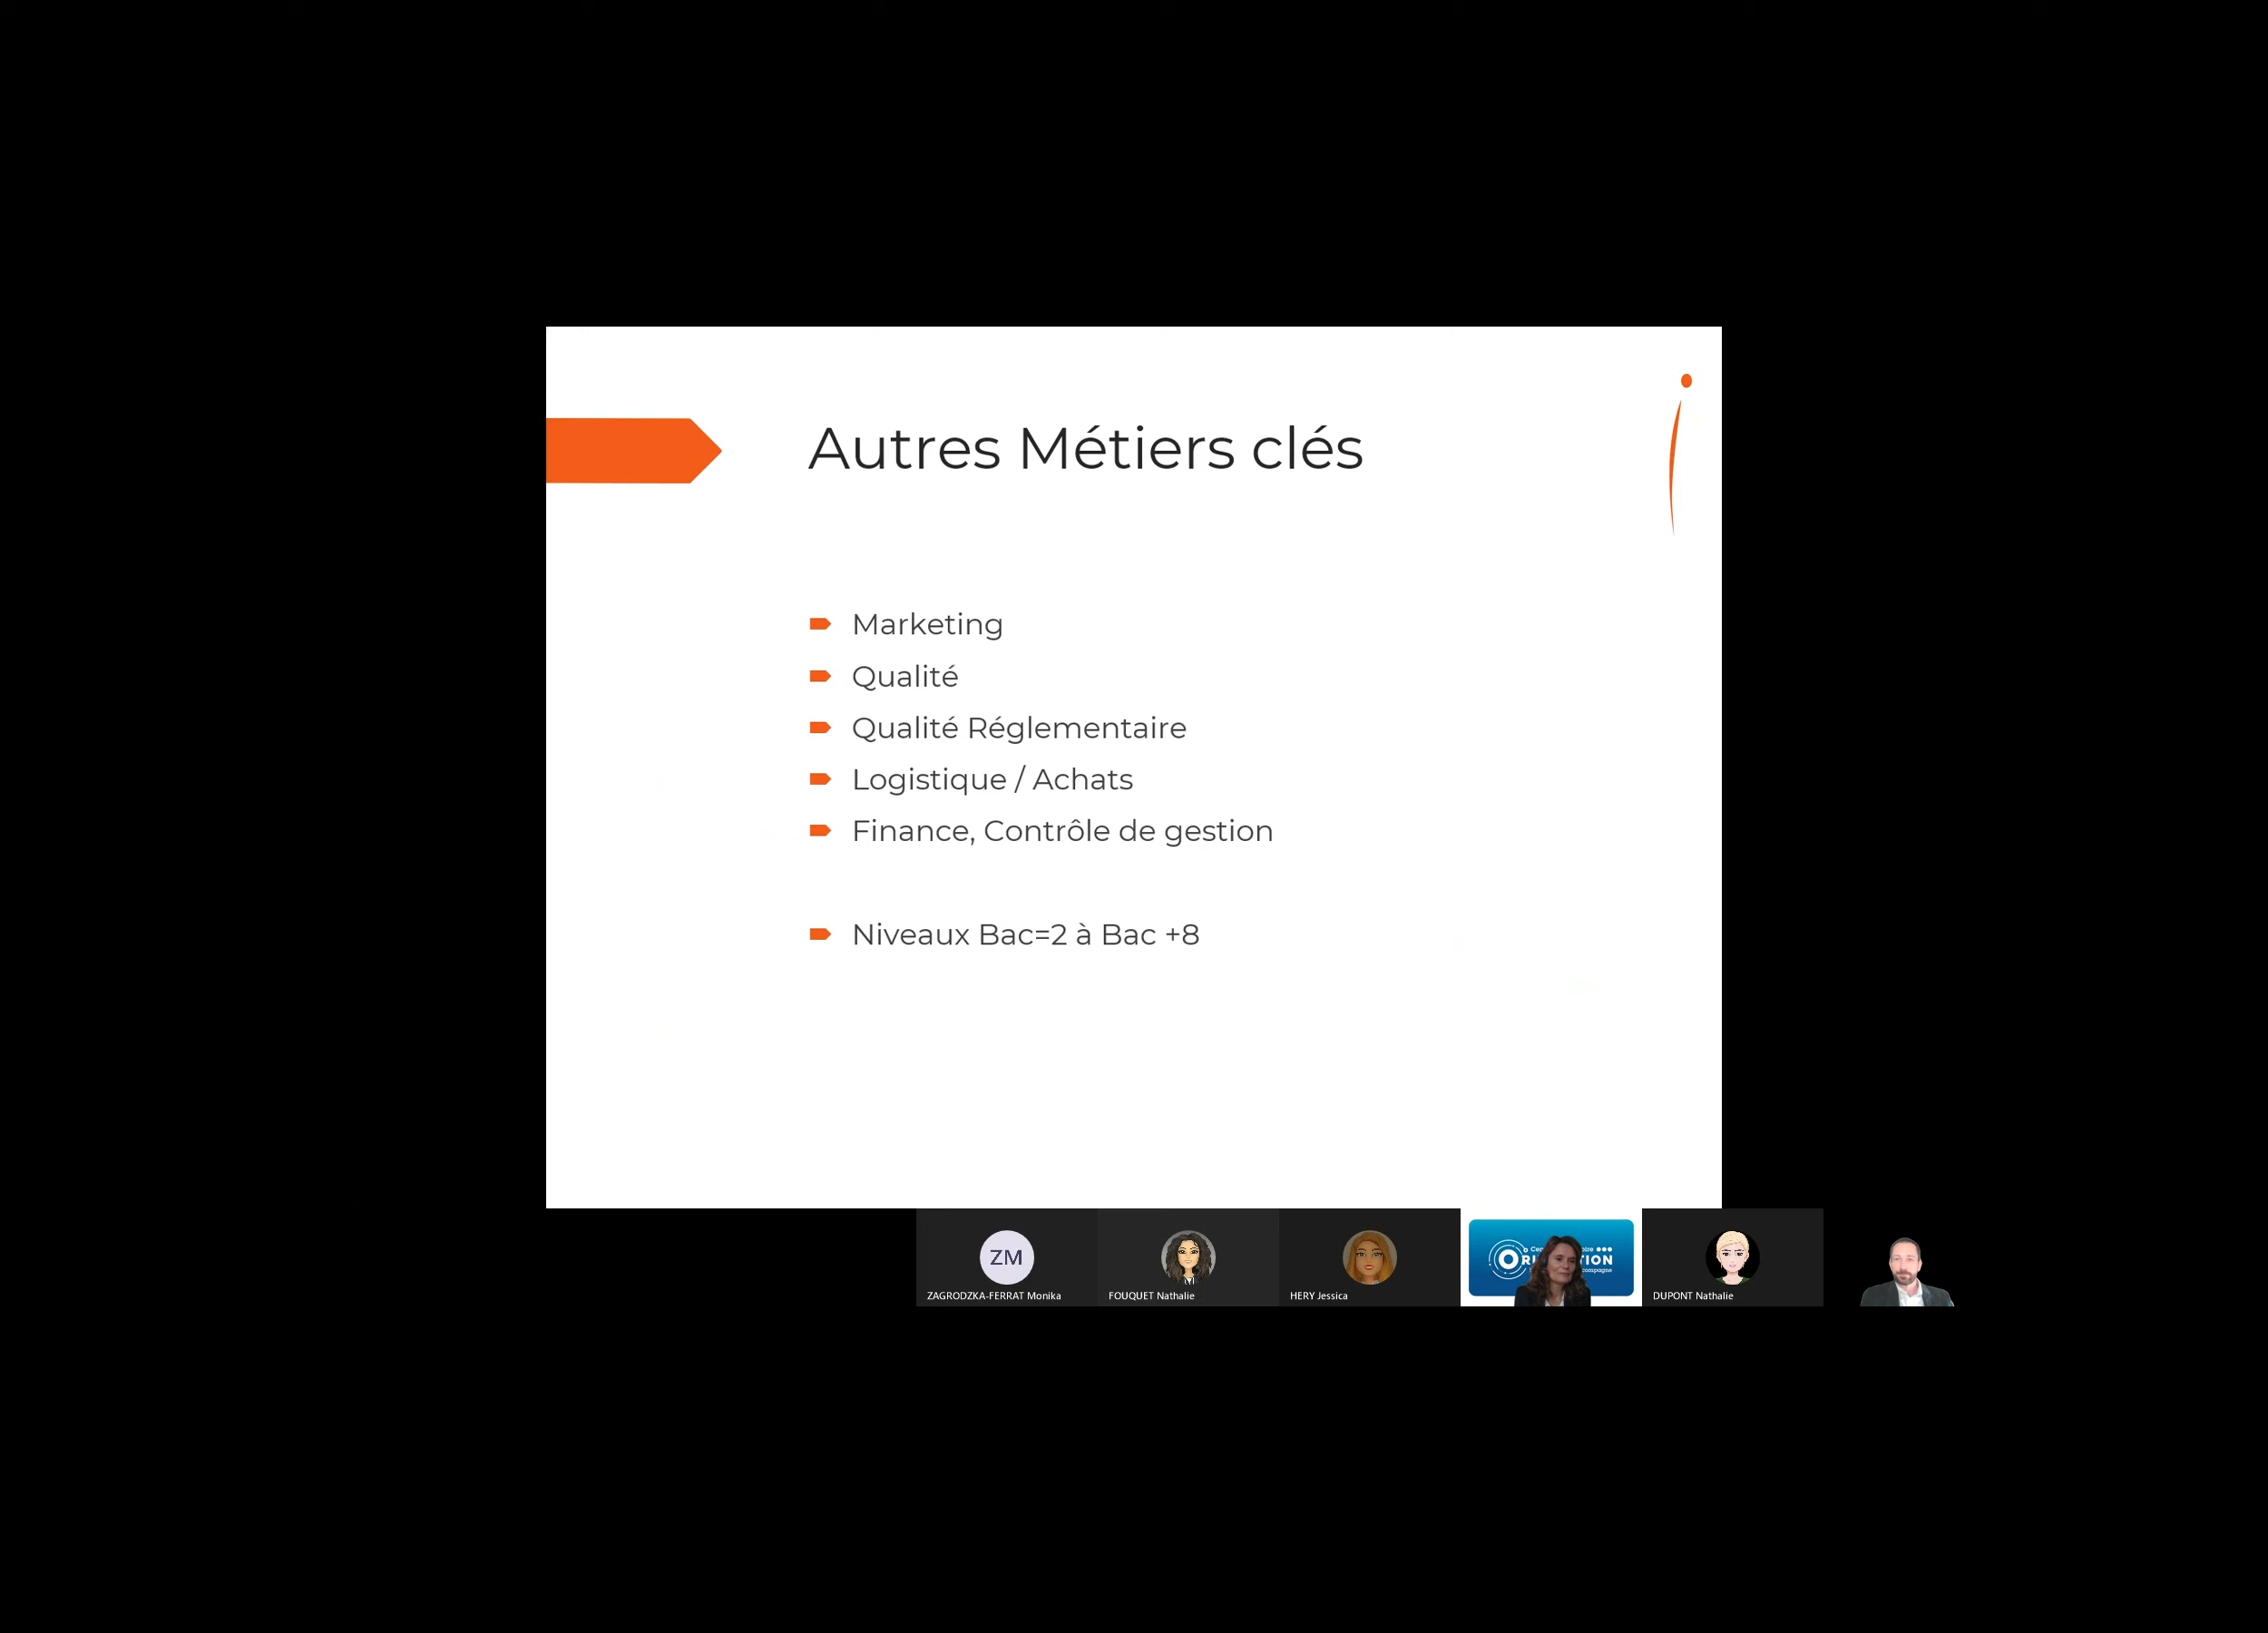 Autres Métiers clés
Marketing
Qualité
Qualité Réglementaire
Logistique / Achats
Finance, Contrôle de gestion
Niveaux Bac=2 à Bac +8
ZM
ZAGRODZKA-FERRAT Monika
FOUQUET Nathalie
HERY Jessica
DUPONT Nathalie